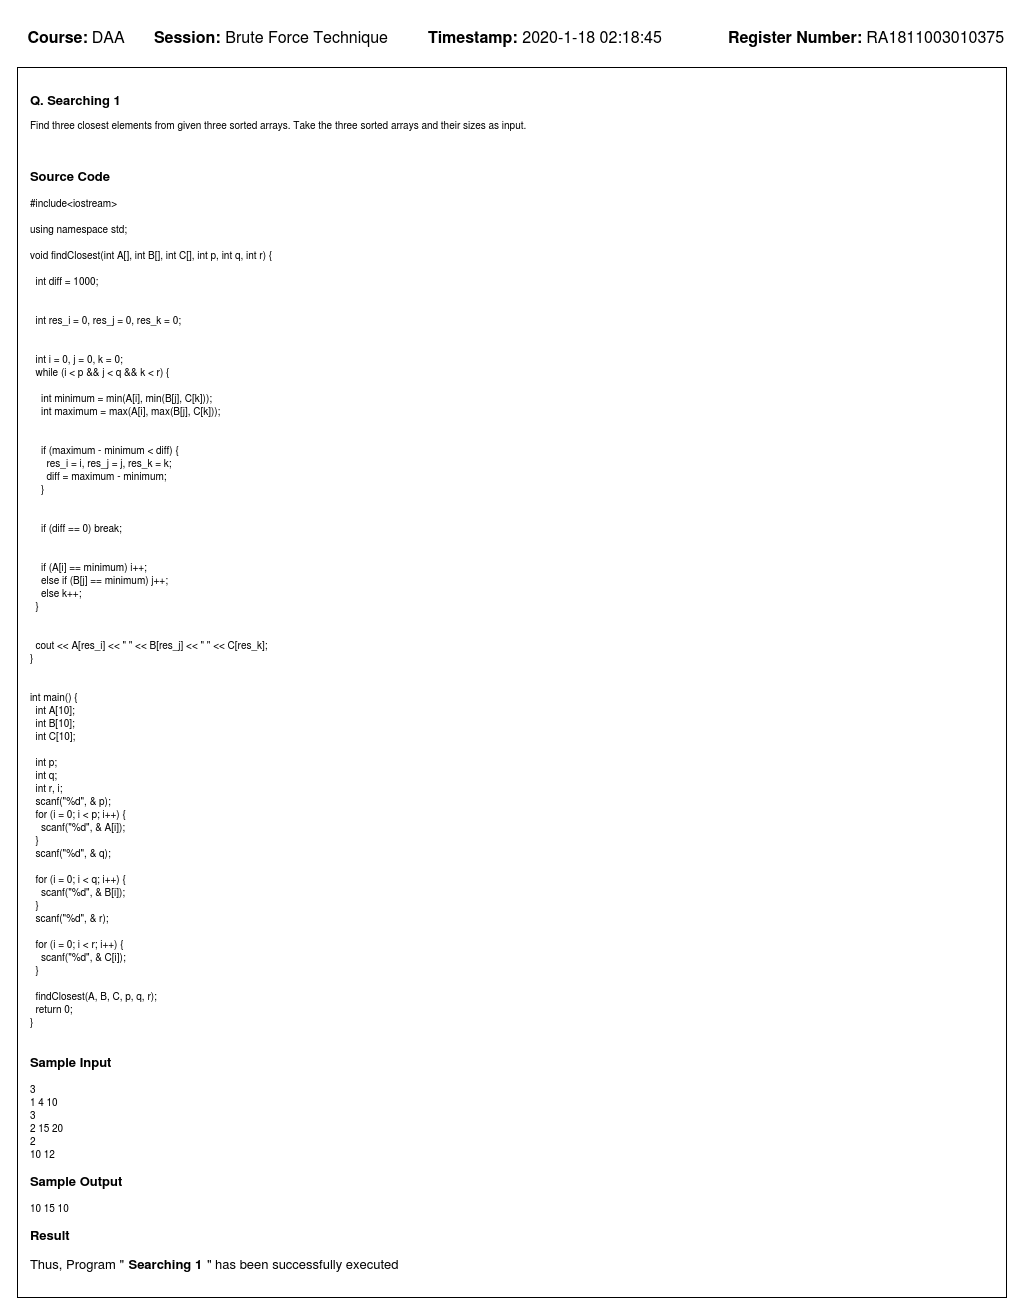 Course: DAA Session: Brute Force Technique Timestamp: 2020-1-18 02:18:45 Register Number: RA1811003010375
Q. Searching 1
Find three closest elements from given three sorted arrays. Take the three sorted arrays and their sizes as input.
Source Code
#include<iostream>
using namespace std;
void findClosest(int A[], int B[], int C[], int p, int q, int r) {
int diff = 1000;
int res_i = 0, res_j = 0, res_k = 0;
int i = 0, j = 0, k = 0;
while (i < p && j < q && k < r) {
int minimum = min(A[i], min(B[j], C[k]));
int maximum = max(A[i], max(B[j], C[k]));
if (maximum - minimum < diff) {
res_i = i, res_j = j, res_k = k;
diff = maximum - minimum;
}
if (diff == 0) break;
if (A[i] == minimum) i++;
else if (B[j] == minimum) j++;
else k++;
}
cout << A[res_i] << " " << B[res_j] << " " << C[res_k];
}
int main() {
int A[10];
int B[10];
int C[10];
int p;
int q;
int r, i;
scanf("%d", & p);
for (i = 0; i < p; i++) {
scanf("%d", & A[i]);
}
scanf("%d", & q);
for (i = 0; i < q; i++) {
scanf("%d", & B[i]);
}
scanf("%d", & r);
for (i = 0; i < r; i++) {
scanf("%d", & C[i]);
}
findClosest(A, B, C, p, q, r);
return 0;
}
Sample Input
3
1 4 10
3
2 15 20
2
10 12
Sample Output
10 15 10
Result
Thus, Program " Searching 1 " has been successfully executed